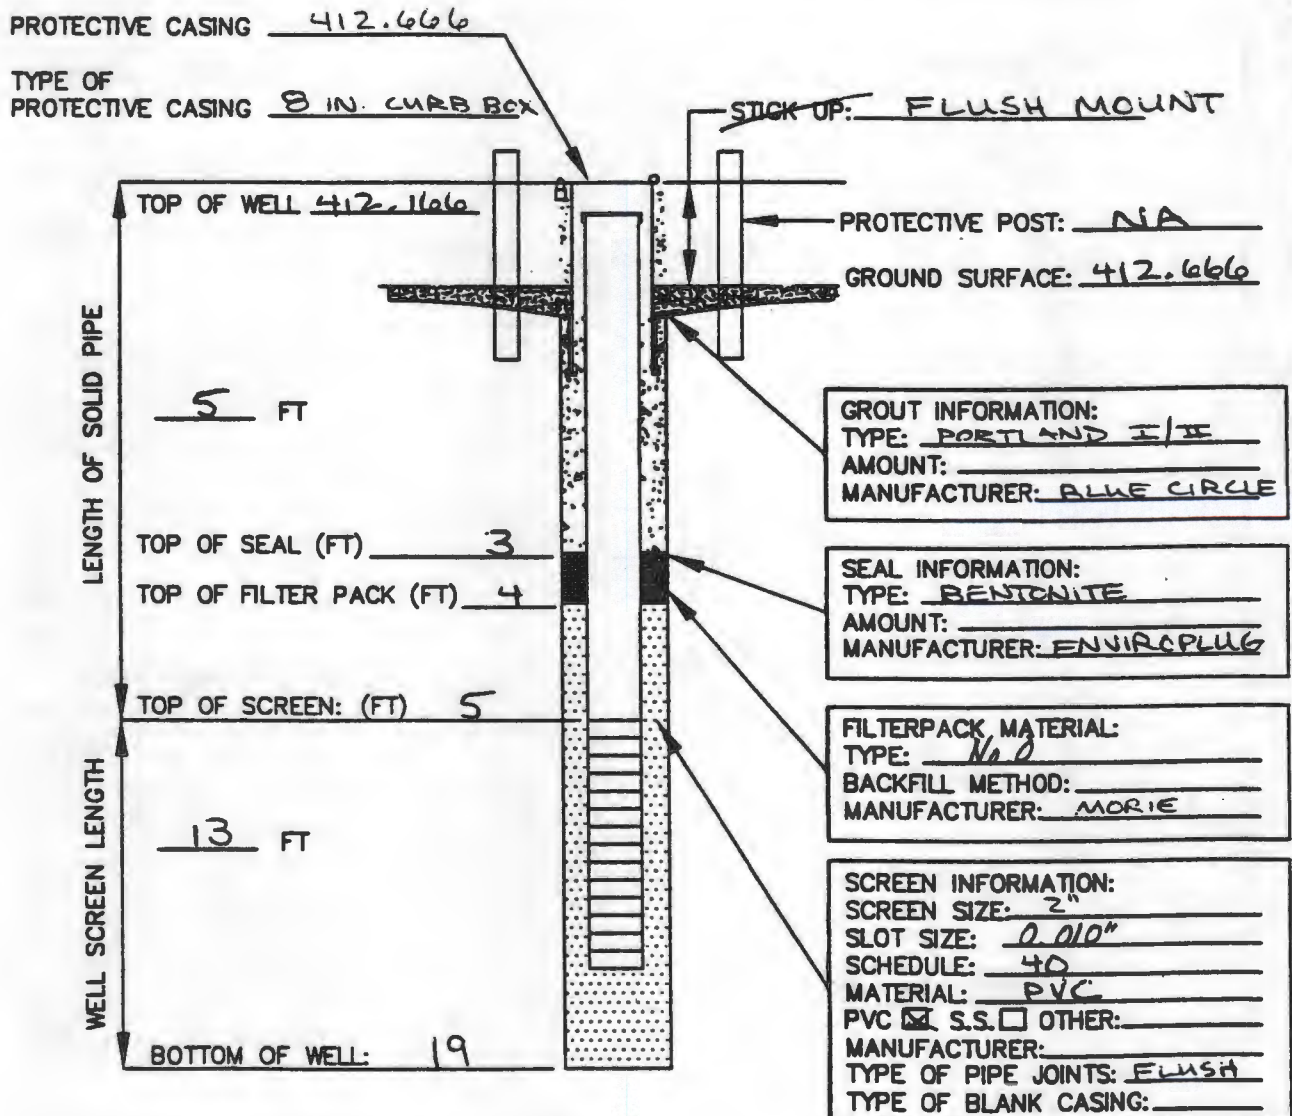 PROTECTIVE CASING 412.666
TYPE OF
PROTECTIVE CASING 8 IN. CURB BOX
STICK UP: FLUSH MOUNT
TOP OF WELL 412.166
PROTECTIVE POST: NA
GROUND SURFACE: 412.666
LENGTH OF SOLID PIPE
5 FT
GROUT INFORMATION:
TYPE: PORTLAND I/II
AMOUNT:
MANUFACTURER: BLUE CIRCLE
TOP OF SEAL (FT) 3
TOP OF FILTER PACK (FT) 4
SEAL INFORMATION:
TYPE: BENTONITE
AMOUNT:
MANUFACTURER: ENVIROPLUG
TOP OF SCREEN: (FT) 5
FILTERPACK MATERIAL:
TYPE: No. 0
BACKFILL METHOD:
MANUFACTURER: MORIE
WELL SCREEN LENGTH
13 FT
SCREEN INFORMATION:
SCREEN SIZE: 2"
SLOT SIZE: 0.010"
SCHEDULE: 40
MATERIAL: PVC
PVC ☒ S.S. ☐ OTHER:
MANUFACTURER:
TYPE OF PIPE JOINTS: FLUSH
TYPE OF BLANK CASING:
BOTTOM OF WELL: 19